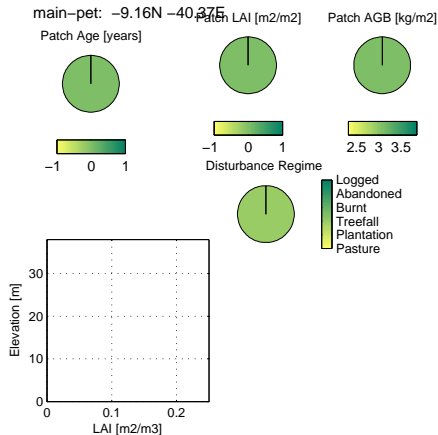 main−pet: −9.16N −40.37E
Patch Age [years]
Patch LAI [m2/m2]
Patch AGB [kg/m2]
−1 0 1
−1 0 1
2.5 3 3.5
Disturbance Regime
Logged
Abandoned
Burnt
Treefall
Plantation
Pasture
Elevation [m]
30
20
10
0
0 0.1 0.2
LAI [m2/m3]